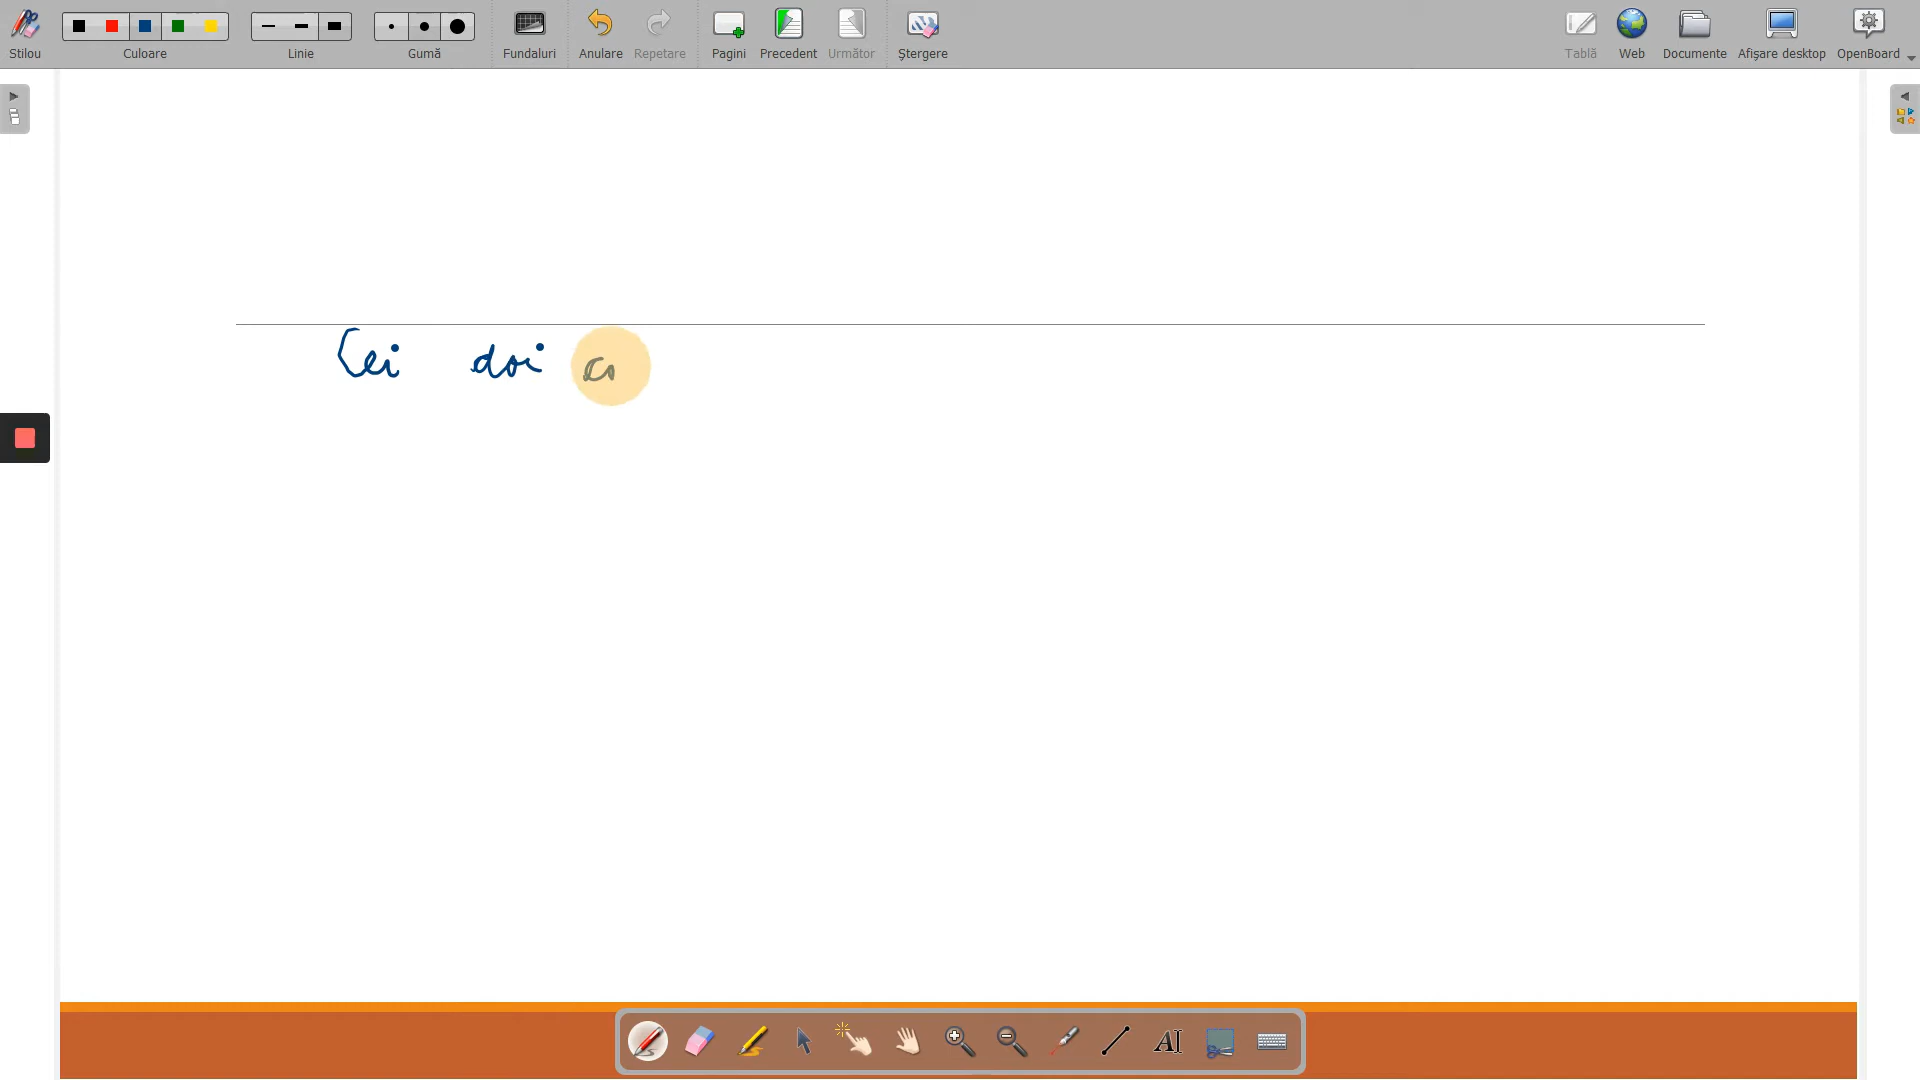 Stilou Culoare Linie Gumă Fundaluri Anulare Repetare Pagini Precedent Următor Ștergere Tablă Web Documente Afișare desktop OpenBoard
Cei doi